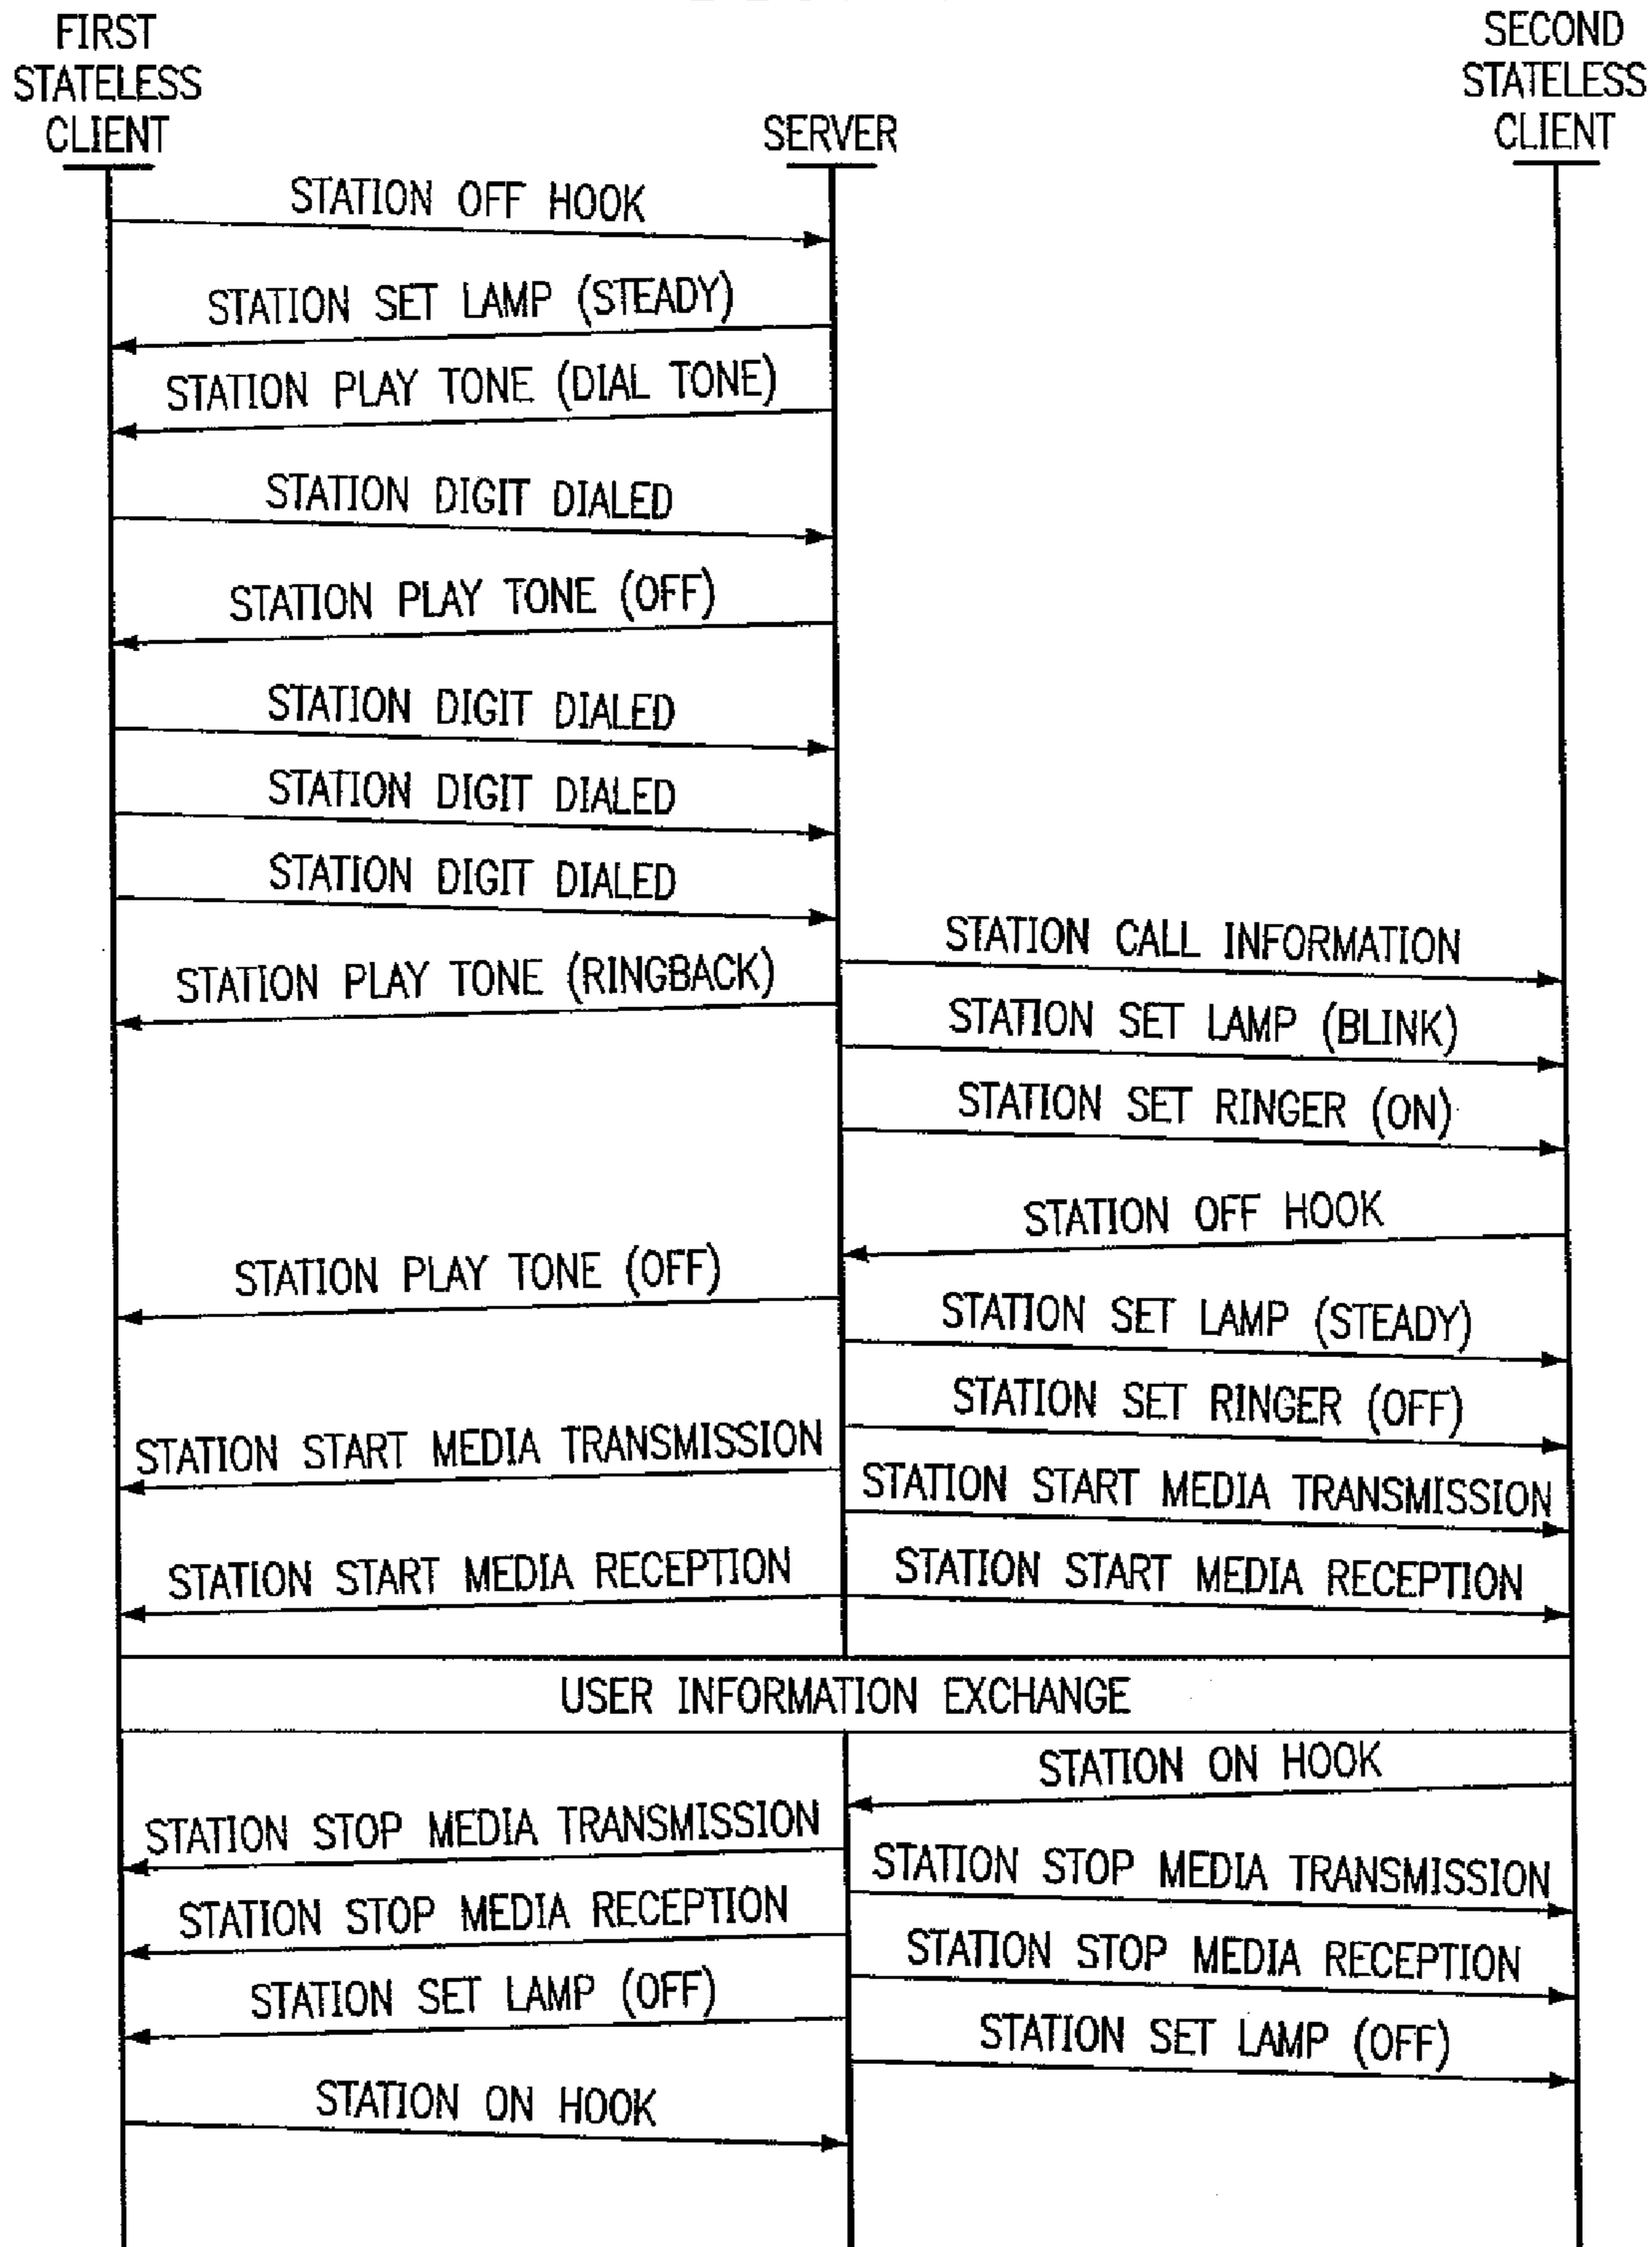 FIRST
STATELESS
CLIENT
SERVER
SECOND
STATELESS
CLIENT
STATION OFF HOOK
STATION SET LAMP (STEADY)
STATION PLAY TONE (DIAL TONE)
STATION DIGIT DIALED
STATION PLAY TONE (OFF)
STATION DIGIT DIALED
STATION DIGIT DIALED
STATION DIGIT DIALED
STATION CALL INFORMATION
STATION PLAY TONE (RINGBACK)
STATION SET LAMP (BLINK)
STATION SET RINGER (ON)
STATION OFF HOOK
STATION PLAY TONE (OFF)
STATION SET LAMP (STEADY)
STATION SET RINGER (OFF)
STATION START MEDIA TRANSMISSION
STATION START MEDIA TRANSMISSION
STATION START MEDIA RECEPTION
STATION START MEDIA RECEPTION
USER INFORMATION EXCHANGE
STATION ON HOOK
STATION STOP MEDIA TRANSMISSION
STATION STOP MEDIA TRANSMISSION
STATION STOP MEDIA RECEPTION
STATION STOP MEDIA RECEPTION
STATION SET LAMP (OFF)
STATION SET LAMP (OFF)
STATION ON HOOK